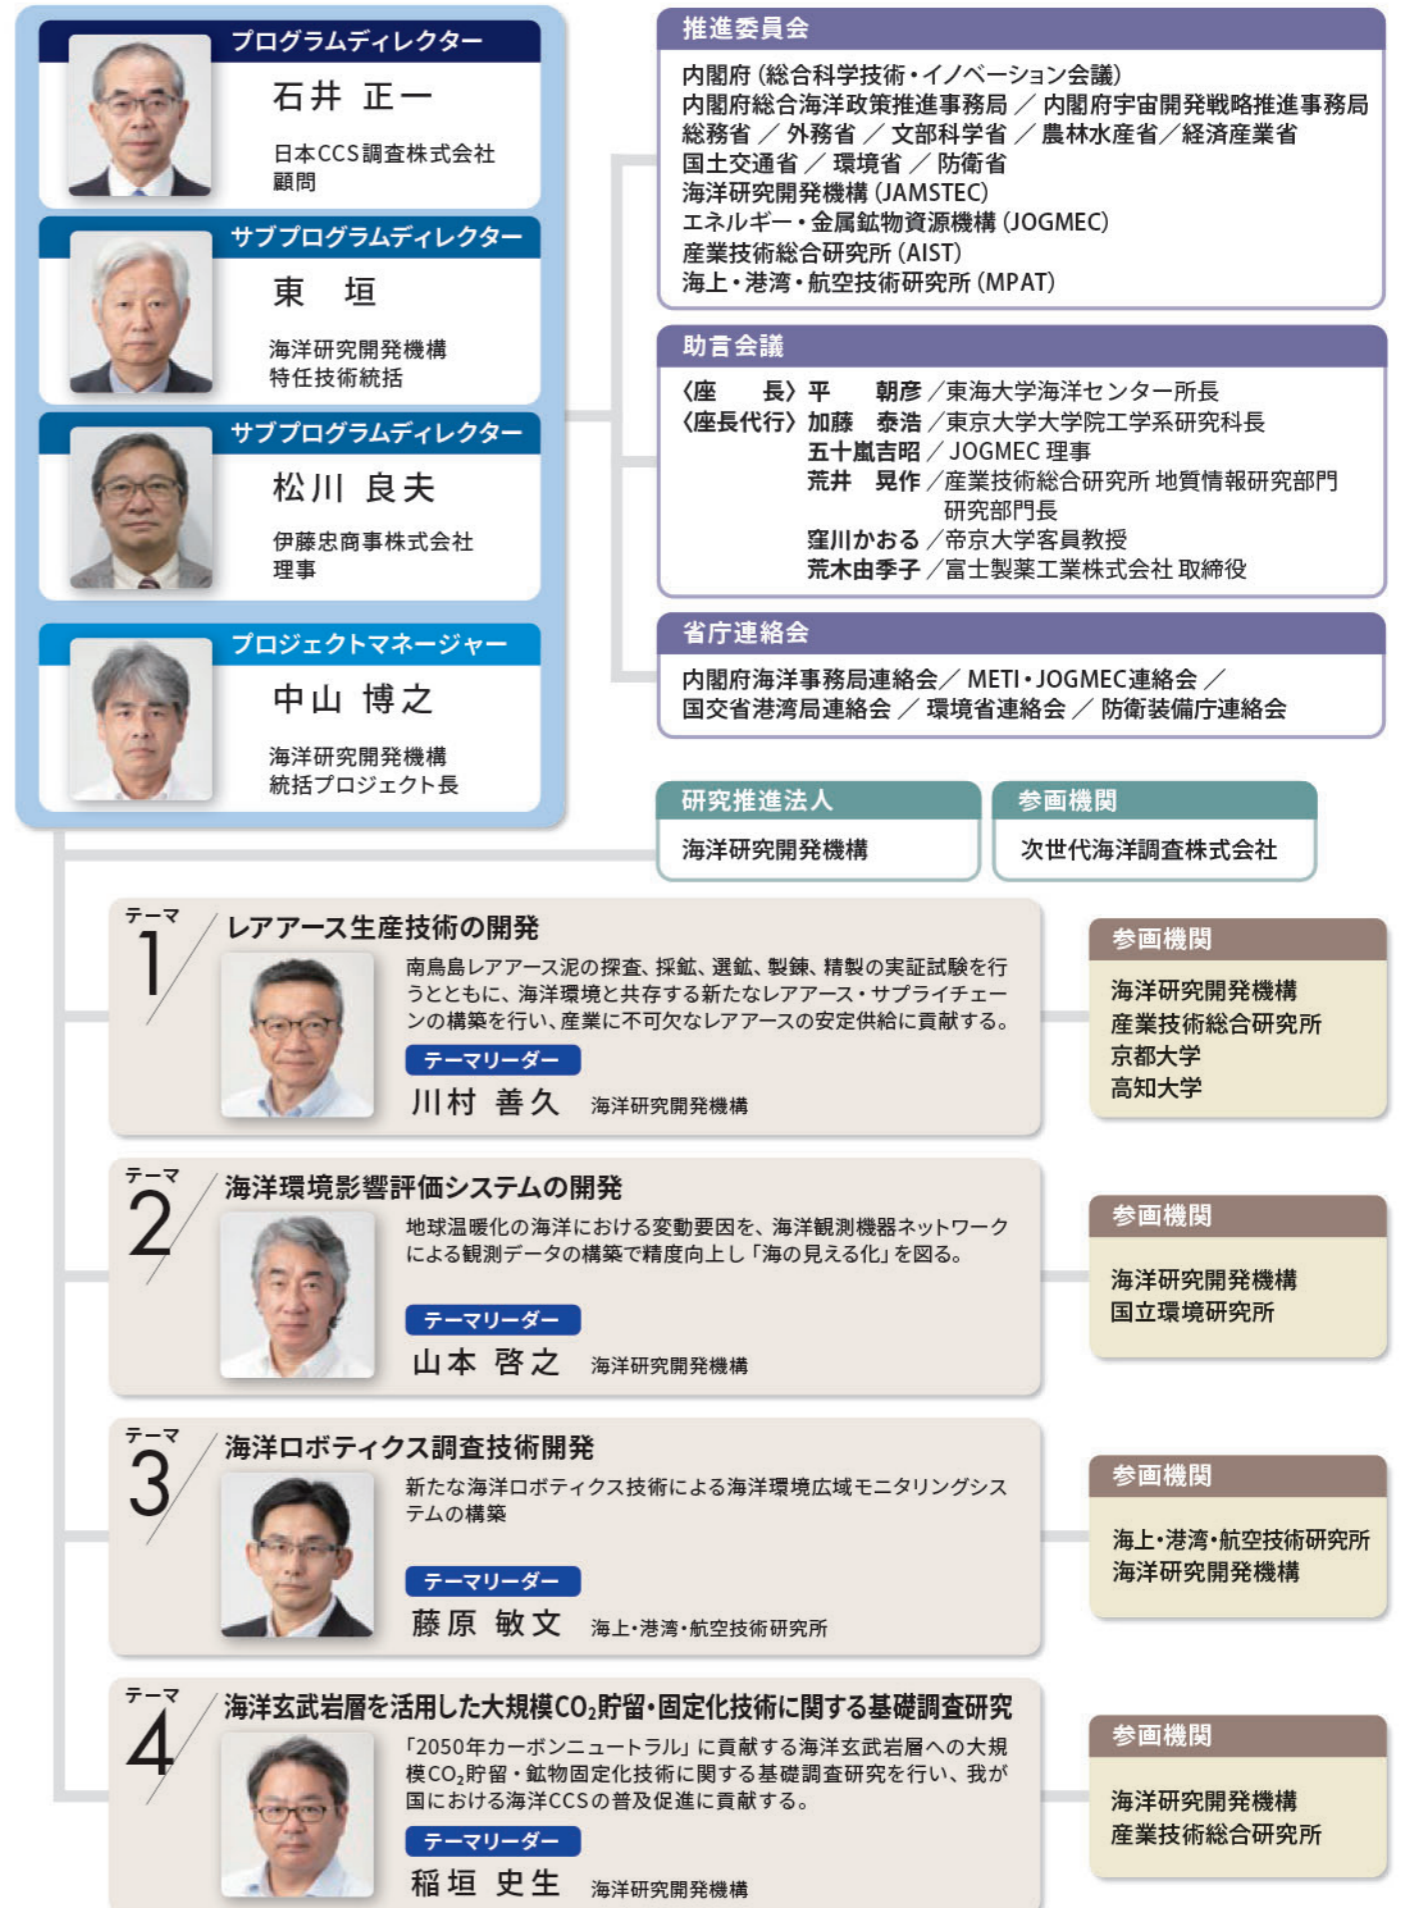 プログラムディレクター
石井 正一
日本CCS調査株式会社
顧問
サブプログラムディレクター
東 垣
海洋研究開発機構
特任技術統括
サブプログラムディレクター
松川 良夫
伊藤忠商事株式会社
理事
プロジェクトマネージャー
中山 博之
海洋研究開発機構
統括プロジェクト長
推進委員会
内閣府（総合科学技術・イノベーション会議）
内閣府総合海洋政策推進事務局 ／ 内閣府宇宙開発戦略推進事務局
総務省 ／ 外務省 ／ 文部科学省 ／ 農林水産省／経済産業省
国土交通省 ／ 環境省 ／ 防衛省
海洋研究開発機構（JAMSTEC）
エネルギー・金属鉱物資源機構（JOGMEC）
産業技術総合研究所（AIST）
海上・港湾・航空技術研究所（MPAT）
助言会議
〈座 長〉平 朝彦／東海大学海洋センター所長
〈座長代行〉加藤 泰浩／東京大学大学院工学系研究科長
五十嵐吉昭／JOGMEC 理事
荒井 晃作／産業技術総合研究所 地質情報研究部門
研究部門長
窪川かおる／帝京大学客員教授
荒木由季子／富士製薬工業株式会社 取締役
省庁連絡会
内閣府海洋事務局連絡会／ METI・JOGMEC連絡会 ／
国交省港湾局連絡会 ／ 環境省連絡会 ／ 防衛装備庁連絡会
研究推進法人
海洋研究開発機構
参画機関
次世代海洋調査株式会社
テーマ
1
レアアース生産技術の開発
南鳥島レアアース泥の探査、採鉱、選鉱、製錬、精製の実証試験を行
うとともに、海洋環境と共存する新たなレアアース・サプライチェー
ンの構築を行い、産業に不可欠なレアアースの安定供給に貢献する。
テーマリーダー
川村 善久 海洋研究開発機構
参画機関
海洋研究開発機構
産業技術総合研究所
京都大学
高知大学
テーマ
2
海洋環境影響評価システムの開発
地球温暖化の海洋における変動要因を、海洋観測機器ネットワーク
による観測データの構築で精度向上し「海の見える化」を図る。
テーマリーダー
山本 啓之 海洋研究開発機構
参画機関
海洋研究開発機構
国立環境研究所
テーマ
3
海洋ロボティクス調査技術開発
新たな海洋ロボティクス技術による海洋環境広域モニタリングシス
テムの構築
テーマリーダー
藤原 敏文 海上・港湾・航空技術研究所
参画機関
海上・港湾・航空技術研究所
海洋研究開発機構
テーマ
4
海洋玄武岩層を活用した大規模CO₂貯留・固定化技術に関する基礎調査研究
「2050年カーボンニュートラル」に貢献する海洋玄武岩層への大規
模CO₂貯留・鉱物固定化技術に関する基礎調査研究を行い、我が
国における海洋CCSの普及促進に貢献する。
テーマリーダー
稲垣 史生 海洋研究開発機構
参画機関
海洋研究開発機構
産業技術総合研究所